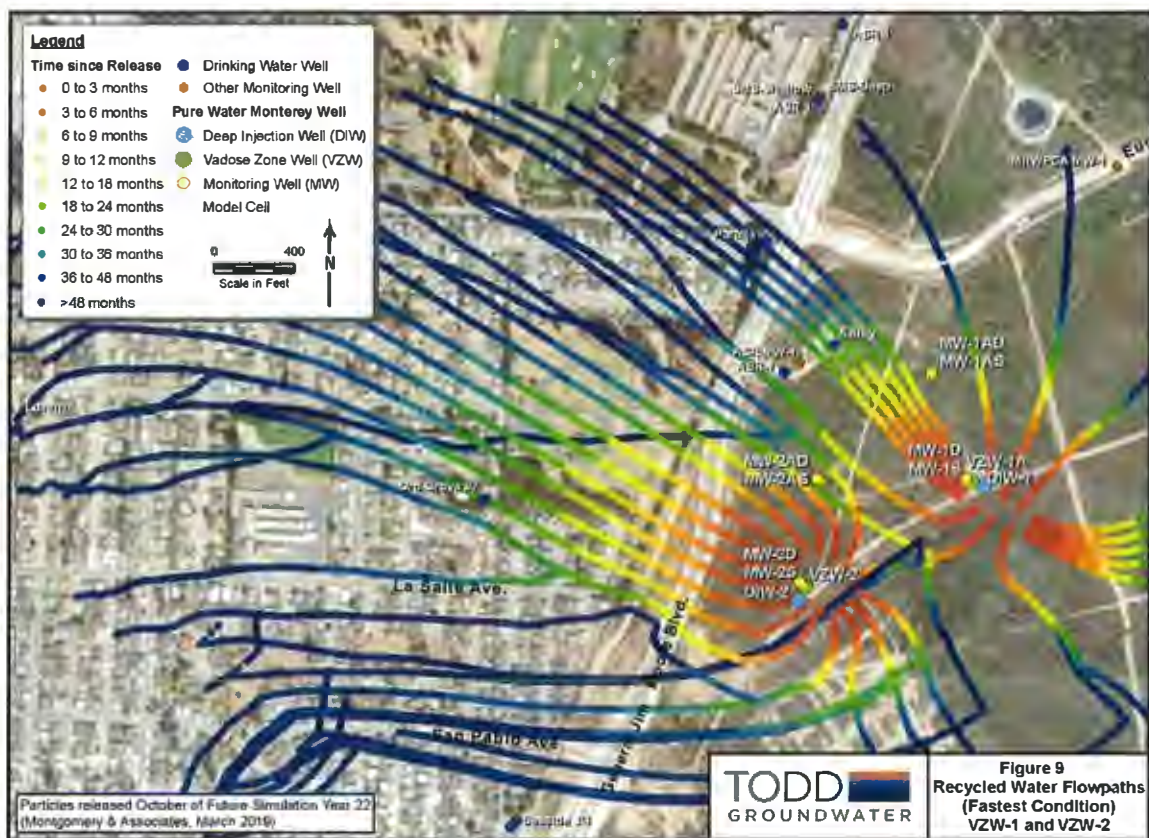 Legend
Time since Release
0 to 3 months
3 to 6 months
6 to 9 months
9 to 12 months
12 to 18 months
18 to 24 months
24 to 30 months
30 to 36 months
36 to 48 months
>48 months
Drinking Water Well
Other Monitoring Well
Pure Water Monterey Well
Deep Injection Well (DIW)
Vadose Zone Well (VZW)
Monitoring Well (MW)
Model Cell
0 400
Scale in Feet
N
MW-1AD
MW-1AS
MW-1D
MW-1S
VZW-1A
DIW-1
MW-2AD
MW-2AS
MW-2D
MW-2S
DIW-2
VZW-2
La Salle Ave.
San Pablo Ave
Blvd.
Particles released October of Future Simulation Year 22
(Montgomery & Associates, March 2019)
TODD
GROUNDWATER
Figure 9
Recycled Water Flowpaths
(Fastest Condition)
VZW-1 and VZW-2